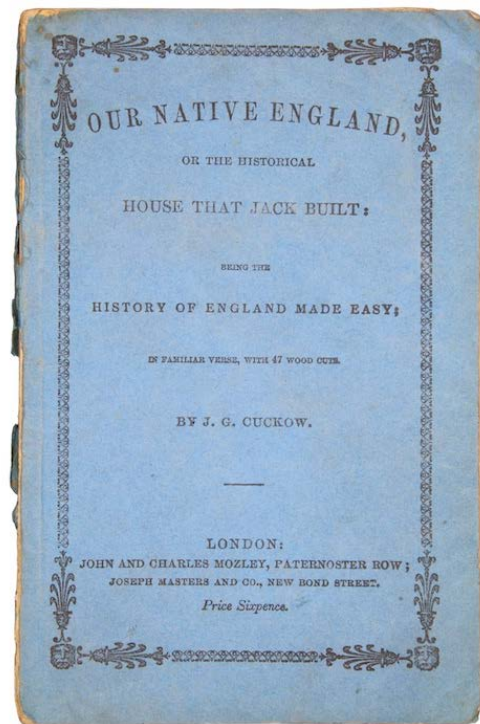 OUR NATIVE ENGLAND,
OR THE HISTORICAL
HOUSE THAT JACK BUILT:
BEING THE
HISTORY OF ENGLAND MADE EASY;
IN FAMILIAR VERSE, WITH 47 WOOD CUTS.
BY J. G. CUCKOW.
LONDON:
JOHN AND CHARLES MOZLEY, PATERNOSTER ROW;
JOSEPH MASTERS AND CO., NEW BOND STREET.
Price Sixpence.